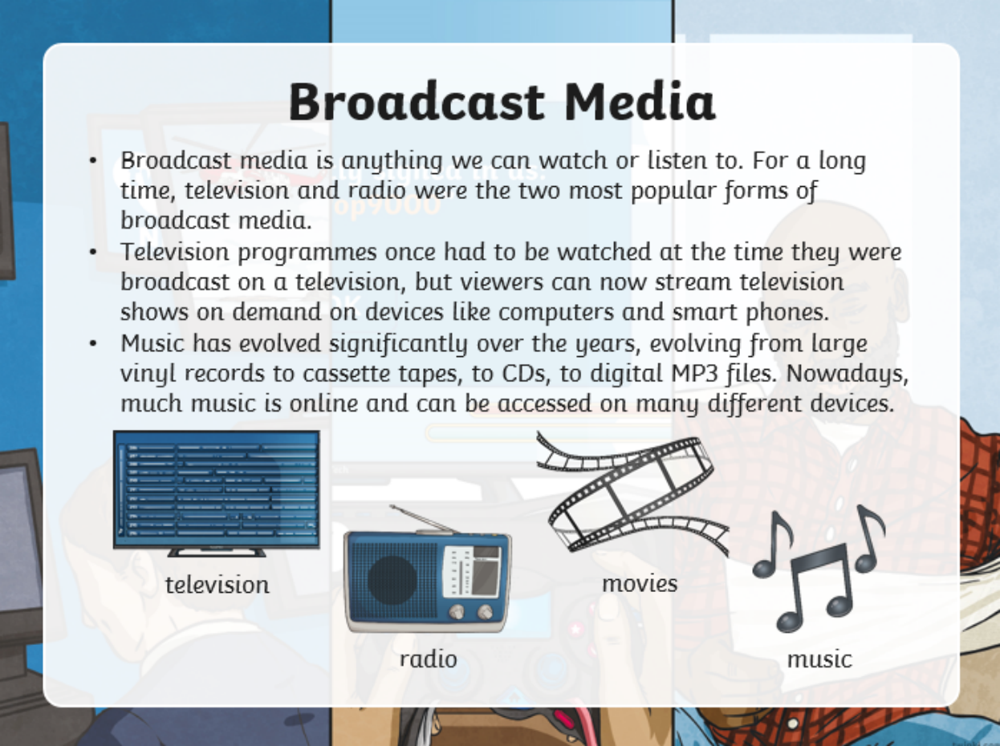 Broadcast Media
• Broadcast media is anything we can watch or listen to. For a long
time, television and radio were the two most popular forms of
broadcast media.
• Television programmes once had to be watched at the time they were
broadcast on a television, but viewers can now stream television
shows on demand on devices like computers and smart phones.
• Music has evolved significantly over the years, evolving from large
vinyl records to cassette tapes, to CDs, to digital MP3 files. Nowadays,
much music is online and can be accessed on many different devices.
television
radio
movies
music